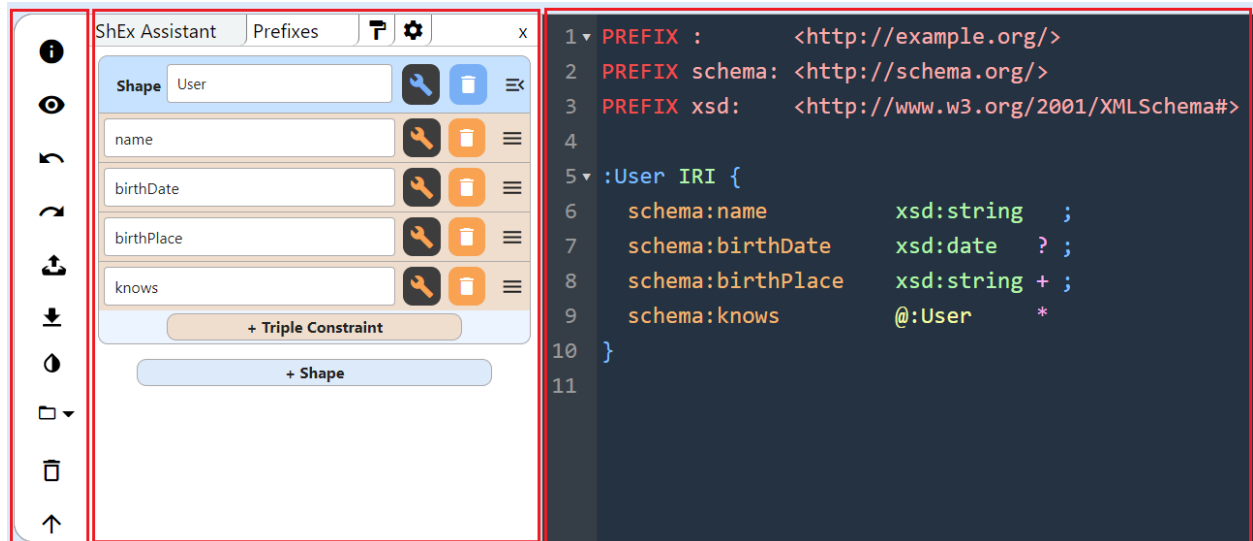 ShEx Assistant Prefixes x
Shape User
name
birthDate
birthPlace
knows
+ Triple Constraint
+ Shape
1 PREFIX :       <http://example.org/>
2 PREFIX schema: <http://schema.org/>
3 PREFIX xsd:    <http://www.w3.org/2001/XMLSchema#>
4
5 :User IRI {
6   schema:name          xsd:string   ;
7   schema:birthDate     xsd:date   ? ;
8   schema:birthPlace    xsd:string + ;
9   schema:knows         @:User     *
10 }
11